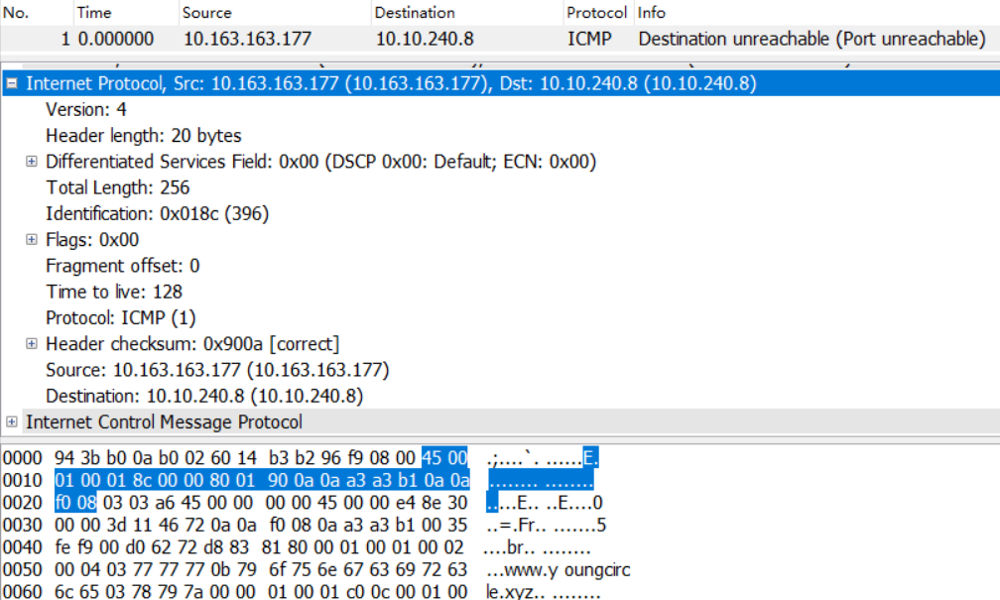 No. Time Source Destination Protocol Info
1 0.000000 10.163.163.177 10.10.240.8 ICMP Destination unreachable (Port unreachable)
Internet Protocol, Src: 10.163.163.177 (10.163.163.177), Dst: 10.10.240.8 (10.10.240.8)
Version: 4
Header length: 20 bytes
Differentiated Services Field: 0x00 (DSCP 0x00: Default; ECN: 0x00)
Total Length: 256
Identification: 0x018c (396)
Flags: 0x00
Fragment offset: 0
Time to live: 128
Protocol: ICMP (1)
Header checksum: 0x900a [correct]
Source: 10.163.163.177 (10.163.163.177)
Destination: 10.10.240.8 (10.10.240.8)
Internet Control Message Protocol
0000 94 3b b0 0a b0 02 60 14 b3 b2 96 f9 08 00 45 00 .;....`. ......E.
0010 01 00 01 8c 00 00 80 01 90 0a 0a a3 a3 b1 0a 0a ........ ........
0020 f0 08 03 03 a6 45 00 00 00 00 45 00 00 e4 8e 30 .....E.. ..E....0
0030 00 00 3d 11 46 72 0a 0a f0 08 0a a3 a3 b1 00 35 ..=.Fr.. .......5
0040 fe f9 00 d0 62 72 d8 83 81 80 00 01 00 01 00 02 ....br.. ........
0050 00 04 03 77 77 77 0b 79 6f 75 6e 67 63 69 72 63 ...www.y oungcirc
0060 6c 65 03 78 79 7a 00 00 01 00 01 c0 0c 00 01 00 le.xyz.. ........